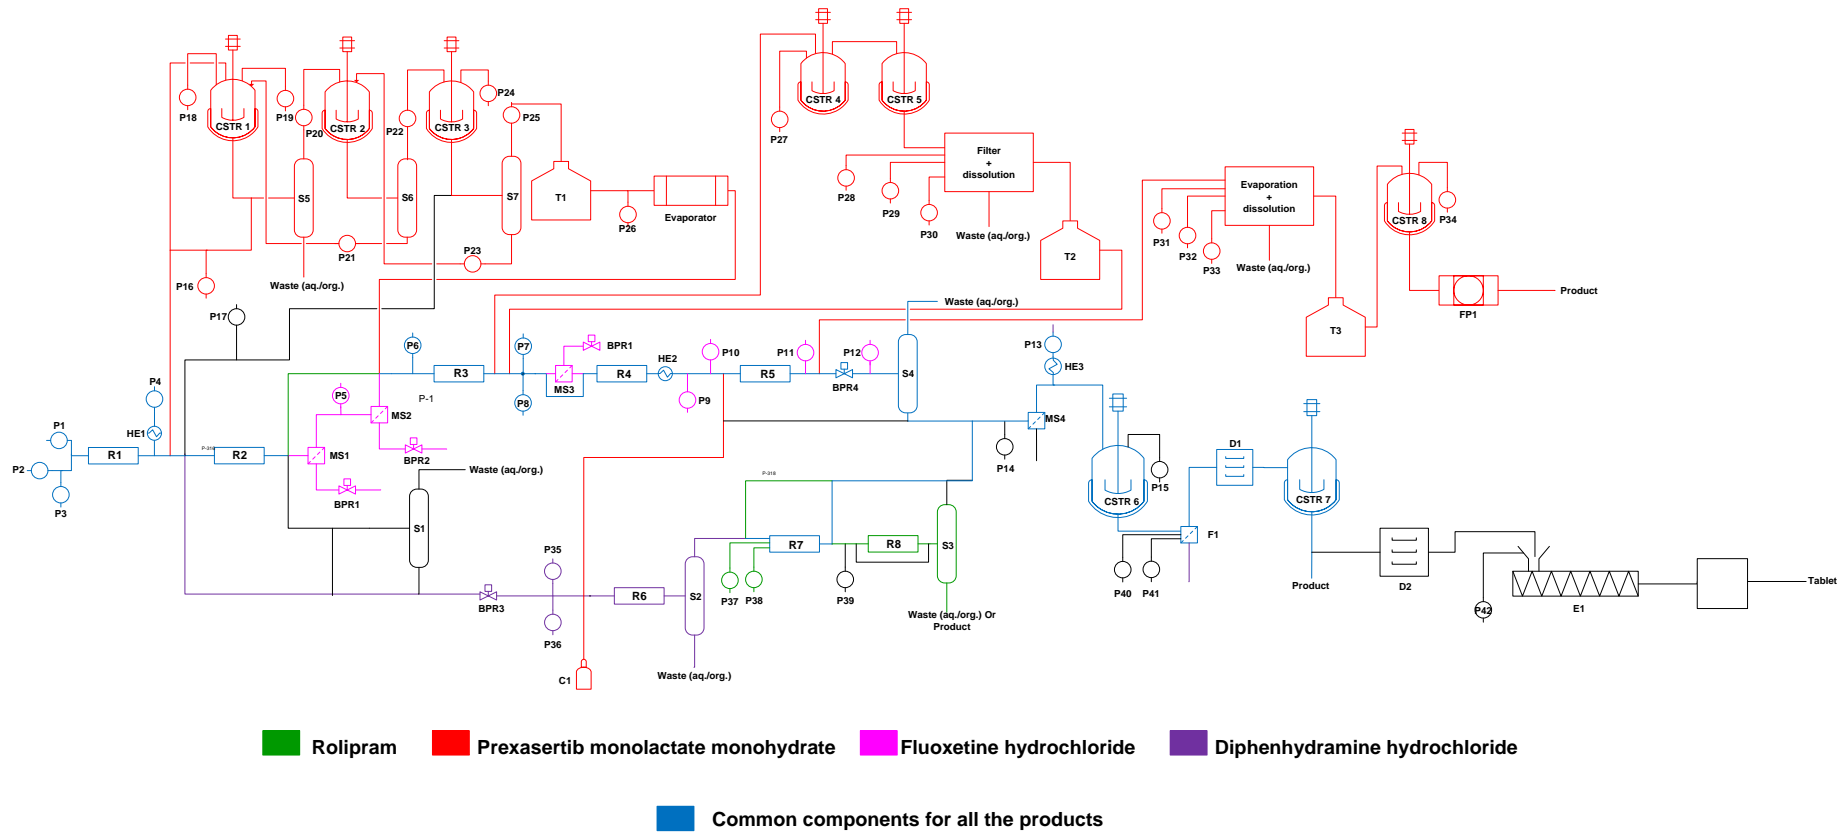 CSTR 4
CSTR 5
P18
CSTR 1
P19
P20
CSTR 2
P22
CSTR 3
P24
P25
P27
Filter
+
dissolution
P28
P29
P30
Waste (aq./org.)
T2
Evaporation
+
dissolution
P31
P32
P33
Waste (aq./org.)
CSTR 8
P34
T3
FP1
Product
S5
S6
S7
T1
P26
Evaporator
P21
P23
P16
Waste (aq./org.)
P17
Waste (aq./org.)
P6
P7
BPR1
HE2
P10
P11
P12
P13
HE3
R3
MS3
R4
R5
BPR4
S4
P4
P5
P-1
P8
P9
MS2
MS4
P1
HE1
P-318
P2
R1
R2
MS1
BPR2
P14
P3
BPR1
Waste (aq./org.)
P-318
D1
P15
CSTR 6
CSTR 7
S1
R7
R8
S3
F1
P35
BPR3
R6
S2
P37
P38
P39
P40
P41
Product
D2
P42
E1
Tablet
P36
Waste (aq./org.) Or
Product
C1
Waste (aq./org.)
Rolipram
Prexasertib monolactate monohydrate
Fluoxetine hydrochloride
Diphenhydramine hydrochloride
Common components for all the products